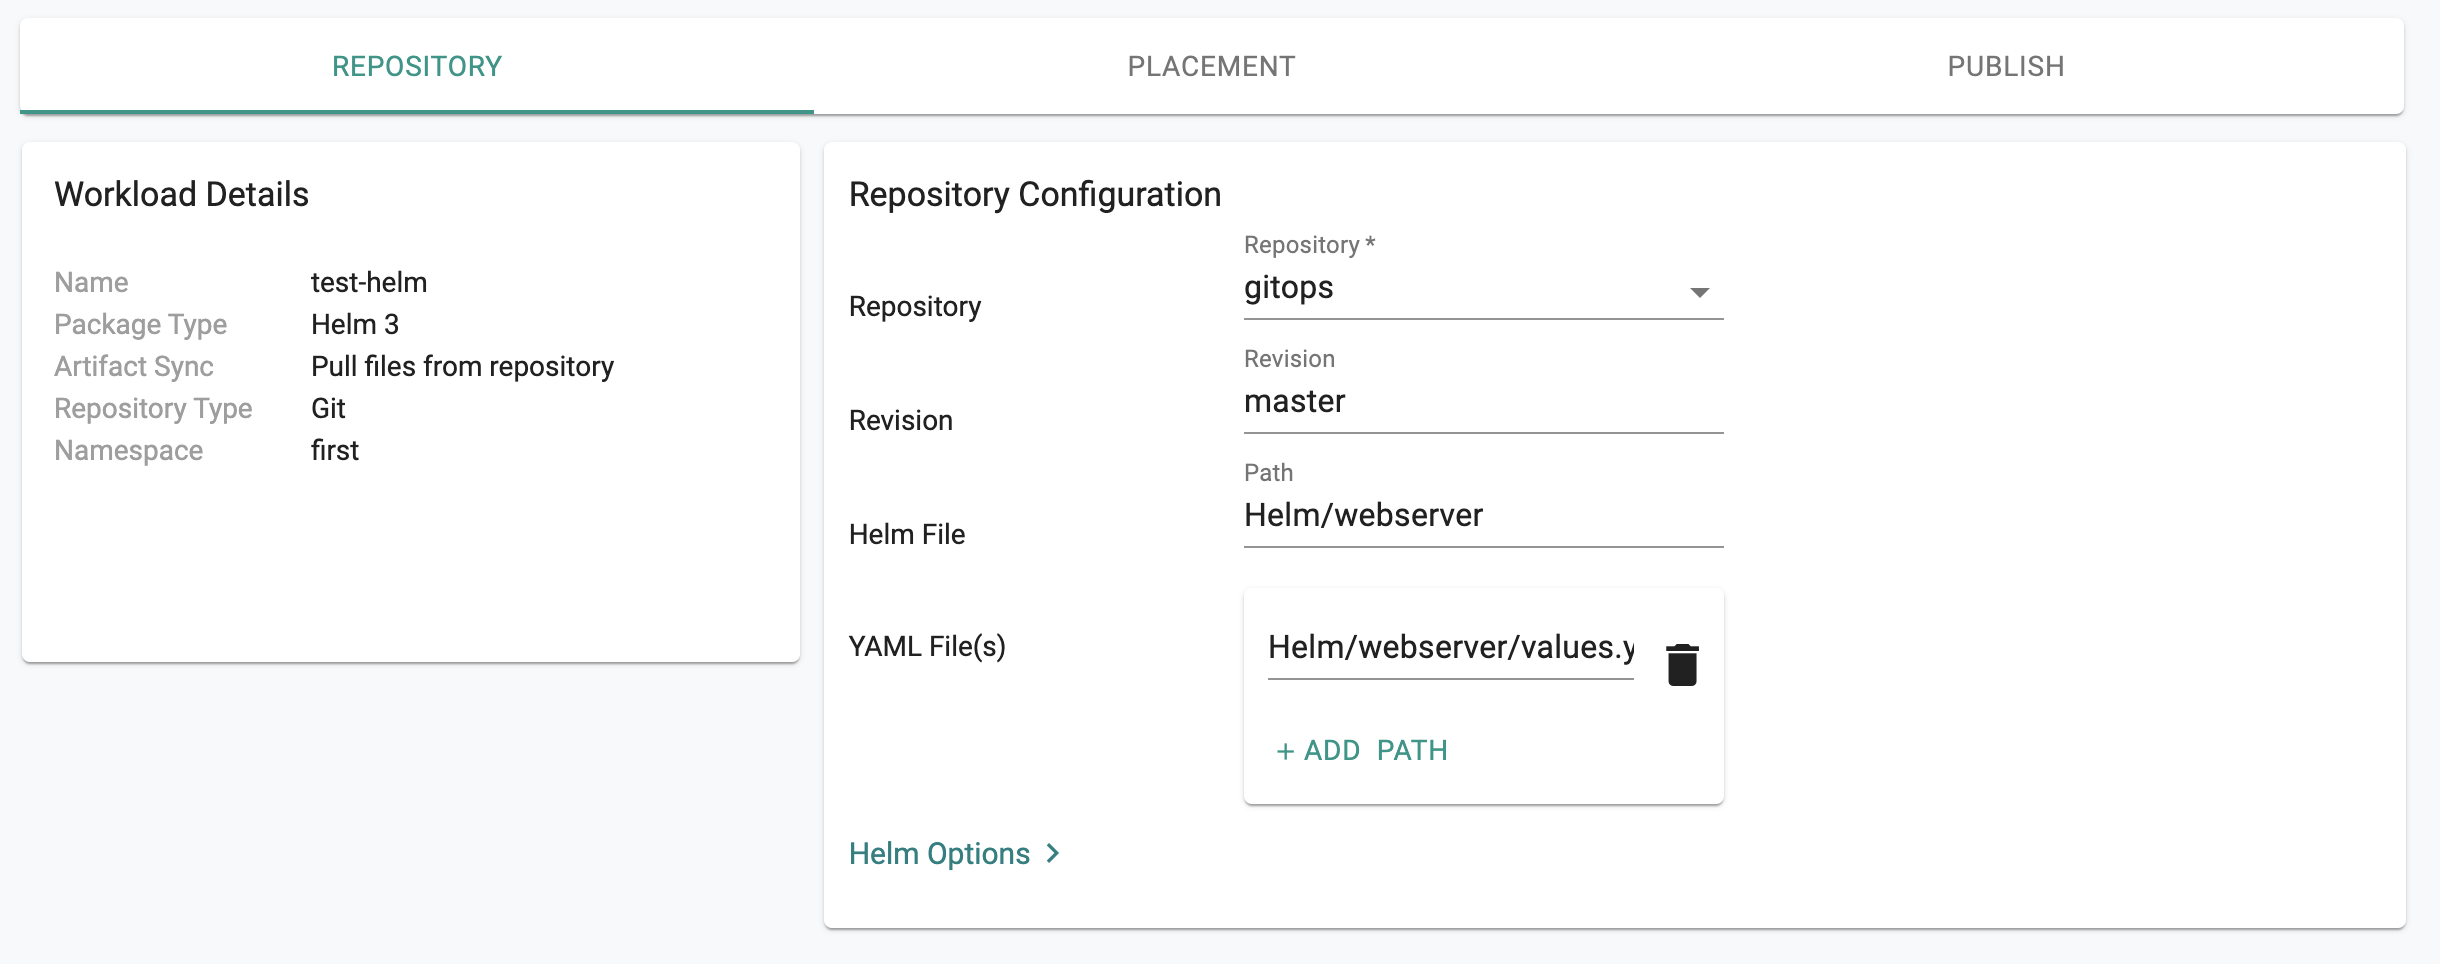 REPOSITORY PLACEMENT PUBLISH
Workload Details
Name test-helm
Package Type Helm 3
Artifact Sync Pull files from repository
Repository Type Git
Namespace first
Repository Configuration
Repository *
Repository gitops
Revision
Revision master
Path
Helm File Helm/webserver
YAML File(s) Helm/webserver/values.y
+ ADD PATH
Helm Options >